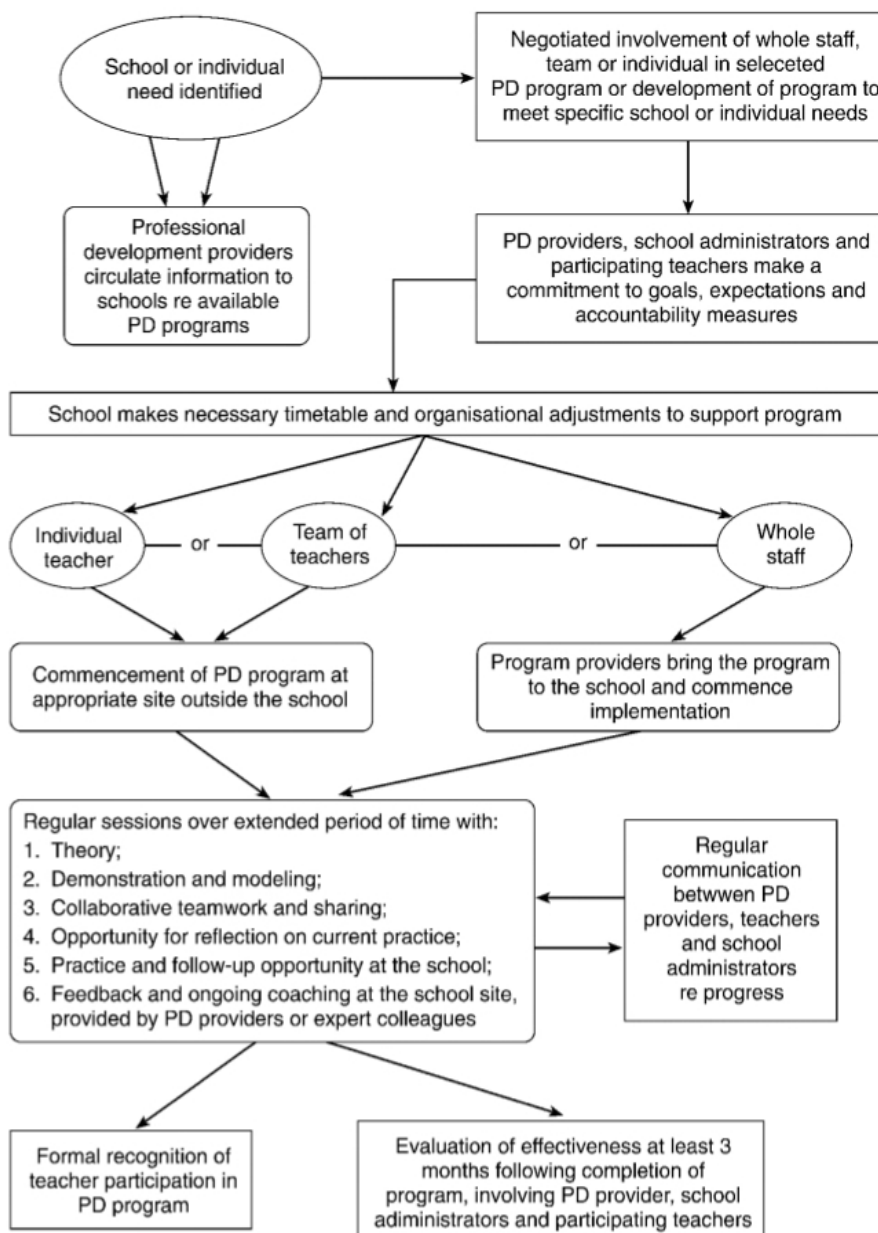 School or individual
need identified
Negotiated involvement of whole staff,
team or individual in seleceted
PD program or development of program to
meet specific school or individual needs
Professional
development providers
circulate information to
schools re available
PD programs
PD providers, school administrators and
participating teachers make a
commitment to goals, expectations and
accountability measures
School makes necessary timetable and organisational adjustments to support program
Individual
teacher
or
Team of
teachers
or
Whole
staff
Commencement of PD program at
appropriate site outside the school
Program providers bring the program
to the school and commence
implementation
Regular sessions over extended period of time with:
1. Theory;
2. Demonstration and modeling;
3. Collaborative teamwork and sharing;
4. Opportunity for reflection on current practice;
5. Practice and follow-up opportunity at the school;
6. Feedback and ongoing coaching at the school site,
provided by PD providers or expert colleagues
Regular
communication
betwwen PD
providers, teachers
and school
administrators
re progress
Formal recognition of
teacher participation in
PD program
Evaluation of effectiveness at least 3
months following completion of
program, involving PD provider, school
adiministrators and participating teachers